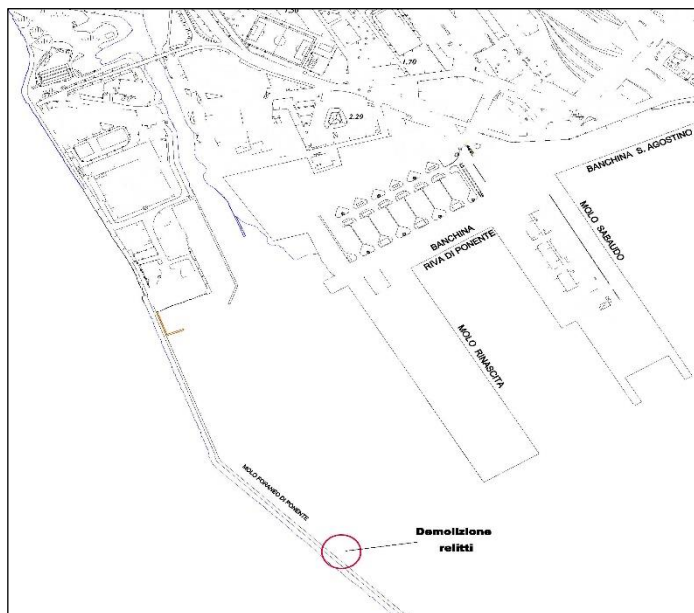 1.50
1.70
2.29
BANCHINA S. AGOSTINO
MOLO SABAUDO
BANCHINA
RIVA DI PONENTE
MOLO RINASCITA
MOLO FORANEO DI PONENTE
Demolizione
relitti